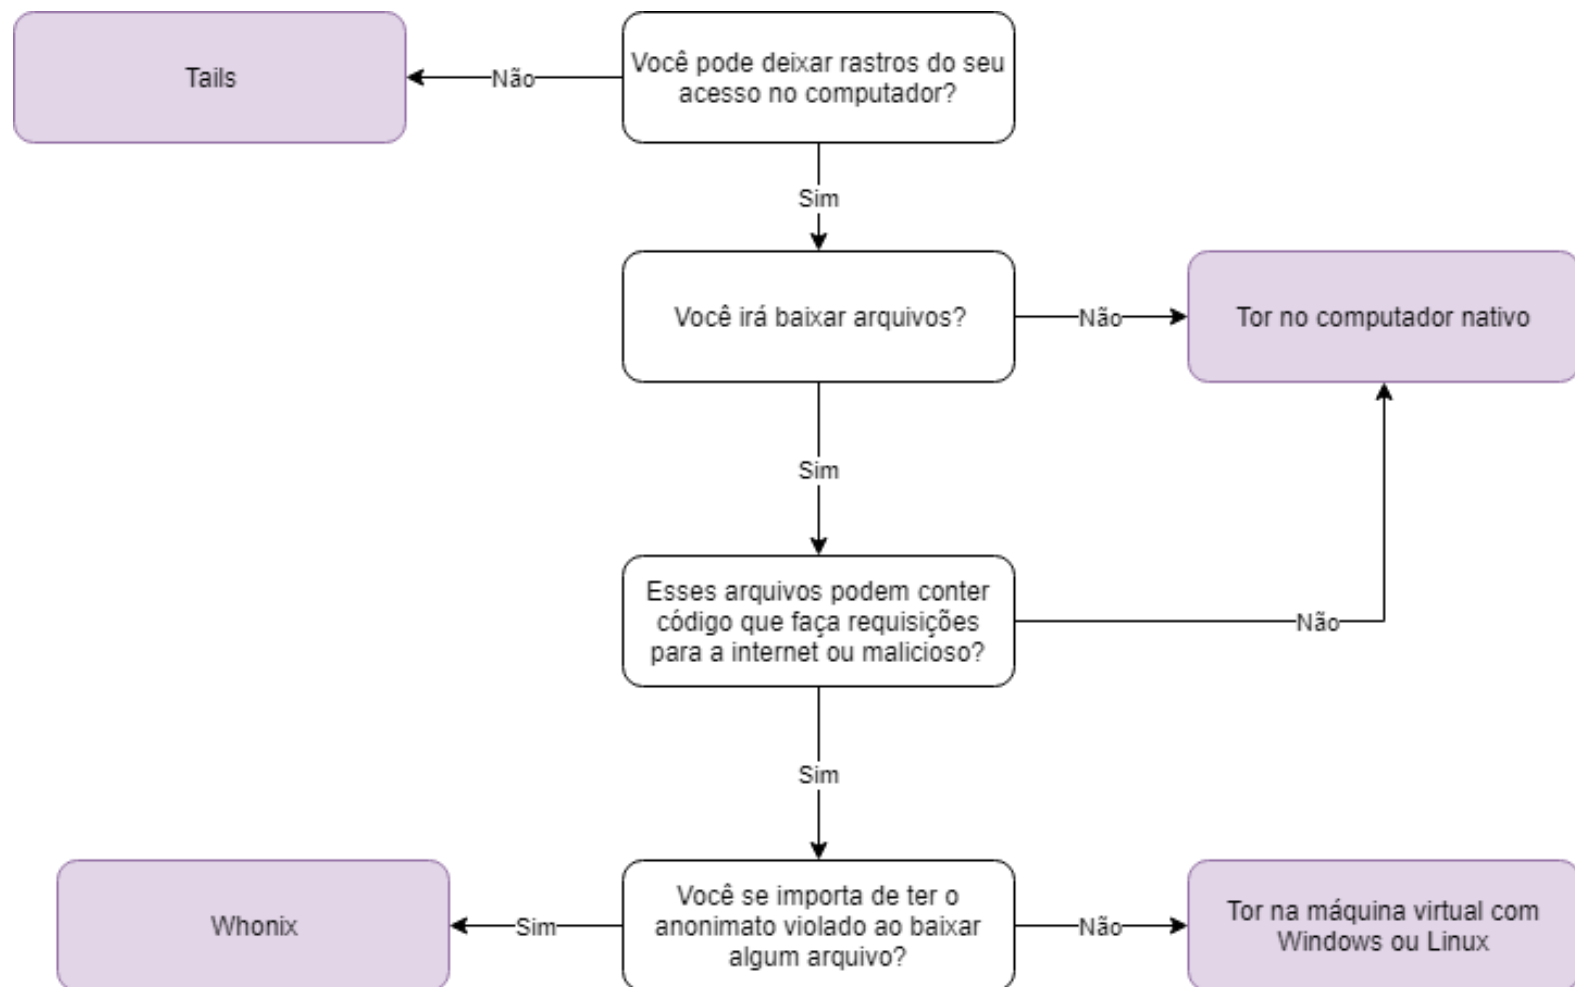 Tails
Não
Você pode deixar rastros do seu
acesso no computador?
Sim
Você irá baixar arquivos?
Não
Tor no computador nativo
Sim
Esses arquivos podem conter
código que faça requisições
para a internet ou malicioso?
Não
Sim
Whonix
Sim
Você se importa de ter o
anonimato violado ao baixar
algum arquivo?
Não
Tor na máquina virtual com
Windows ou Linux